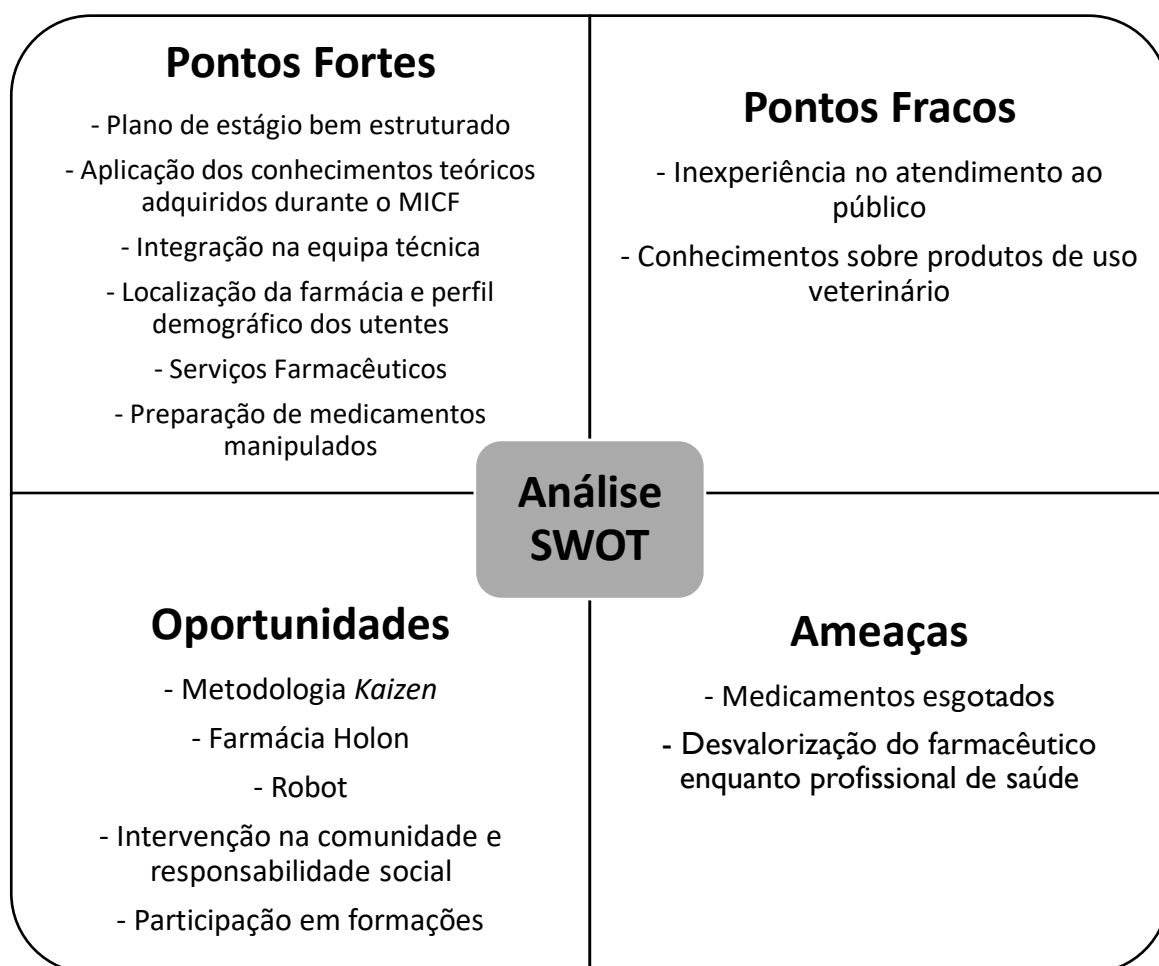 Pontos Fortes
- Plano de estágio bem estruturado
- Aplicação dos conhecimentos teóricos
adquiridos durante o MICF
- Integração na equipa técnica
- Localização da farmácia e perfil
demográfico dos utentes
- Serviços Farmacêuticos
- Preparação de medicamentos
manipulados
Pontos Fracos
- Inexperiência no atendimento ao
público
- Conhecimentos sobre produtos de uso
veterinário
Análise
SWOT
Oportunidades
- Metodologia Kaizen
- Farmácia Holon
- Robot
- Intervenção na comunidade e
responsabilidade social
- Participação em formações
Ameaças
- Medicamentos esgotados
- Desvalorização do farmacêutico
enquanto profissional de saúde